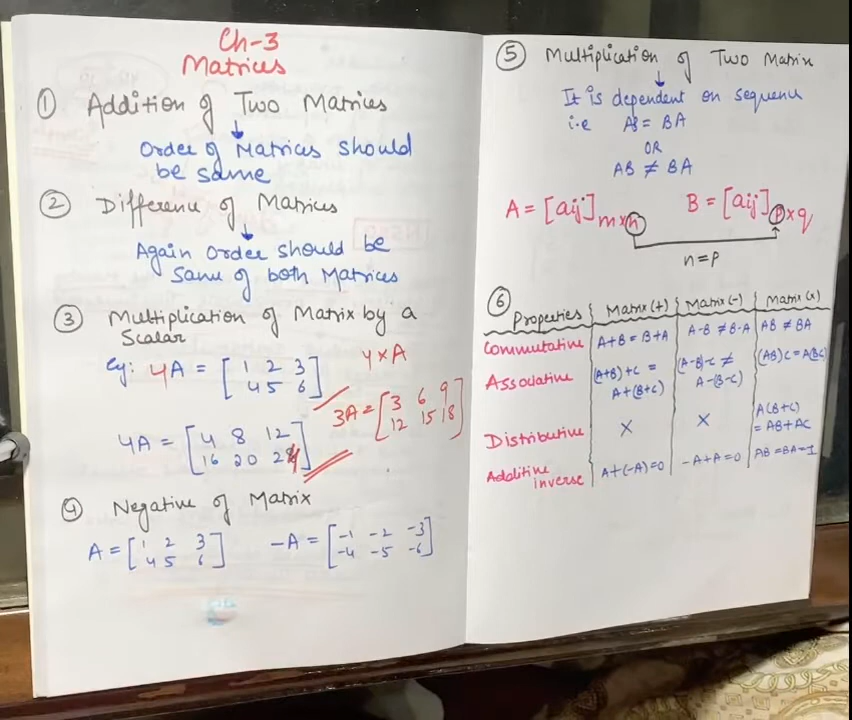 Ch-3
Matrices
① Addition of Two Matrices
↓
Order of Matrices should
be same
② Difference of Matrices
↓
Again order should be
same of both Matrices
③ Multiplication of Matrix by a
Scalar
eg: 4A = [1 2 3
4 5 6]
4×A
3A = [3 6 9
12 15 18]
4A = [4 8 12
16 20 24]
④ Negative of Matrix
A = [1 2 3
4 5 6]
-A = [-1 -2 -3
-4 -5 -6]
⑤ Multiplication of Two Matrix
↓
It is dependent on sequence
i.e AB = BA
OR
AB ≠ BA
A = [aij] m×n B = [aij] p×q
n=p
⑥ Properties Matrix (+) Matrix (-) Matrix (x)
Commutative A+B = B+A A-B ≠ B-A AB ≠ BA
Associative (A+B)+C = A+(B+C) (A-B)-C ≠ A-(B-C) (AB)C = A(BC)
Distributive × × A(B+C) = AB+AC
Additive inverse A+(-A)=0 -A+A=0 AB=BA=1